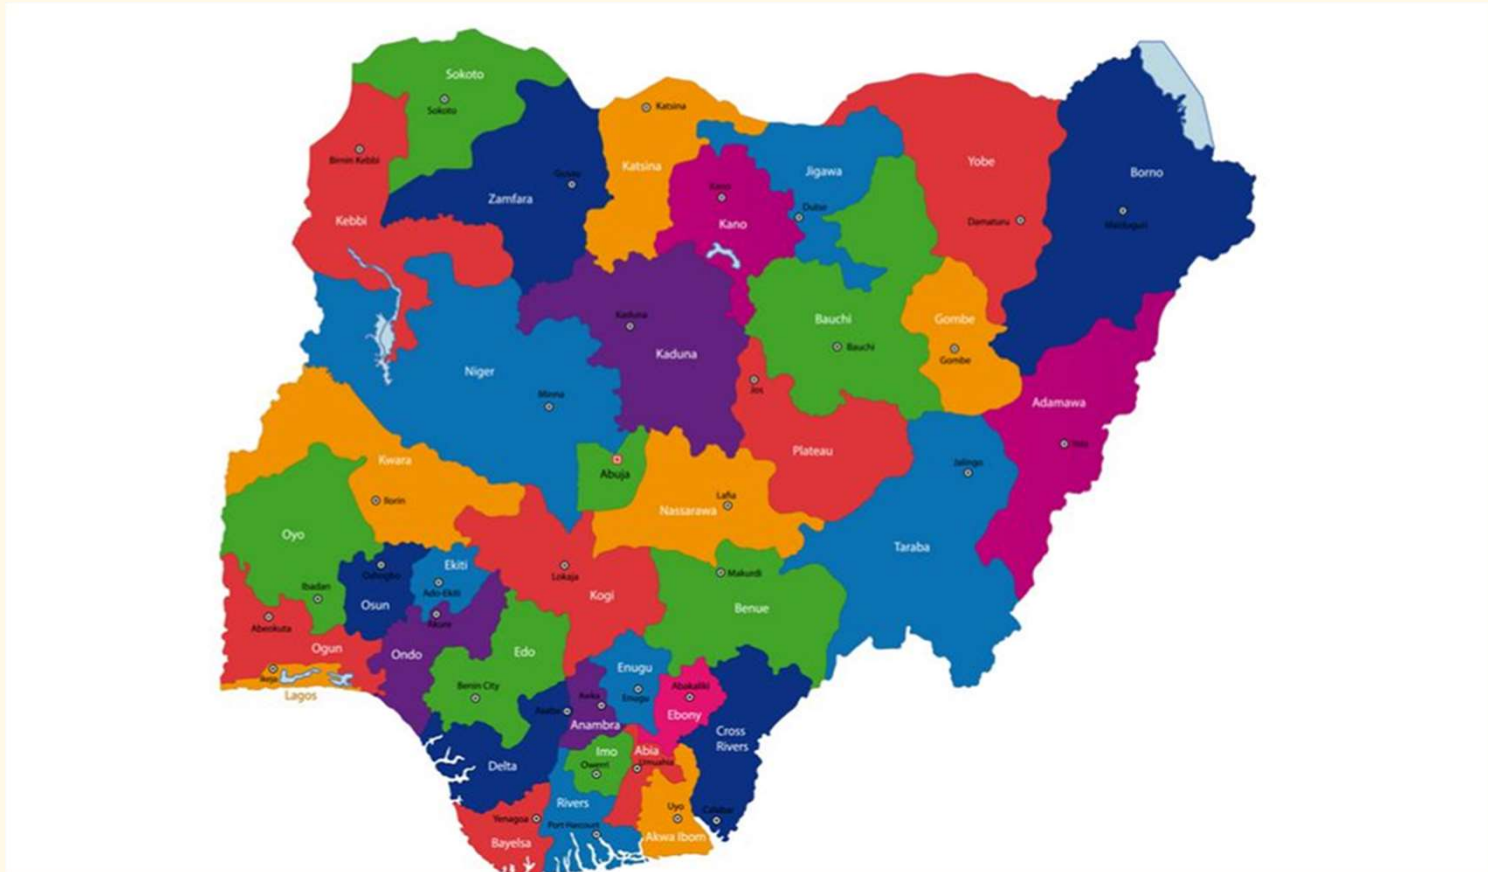 Sokoto
Sokoto
Katsina
Birnin Kebbi
Katsina
Jigawa
Yobe
Borno
Gusau
Zamfara
Kano
Dutse
Kebbi
Kano
Damaturu
Maiduguri
Kaduna
Bauchi
Gombe
Bauchi
Kaduna
Gombe
Niger
Jos
Minna
Adamawa
Yola
Plateau
Kwara
Jalingo
Abuja
Ilorin
Lafia
Nassarawa
Oyo
Taraba
Ekiti
Oshogbo
Lokoja
Makurdi
Ibadan
Ado-Ekiti
Kogi
Osun
Benue
Abeokuta
Akure
Ogun
Ondo
Edo
Enugu
Ikeja
Benin City
Abakaliki
Lagos
Awka
Enugu
Asaba
Ebony
Anambra
Cross
Rivers
Imo
Abia
Delta
Owerri
Umuahia
Rivers
Uyo
Calabar
Yenagoa
Port-Harcourt
Akwa Ibom
Bayelsa